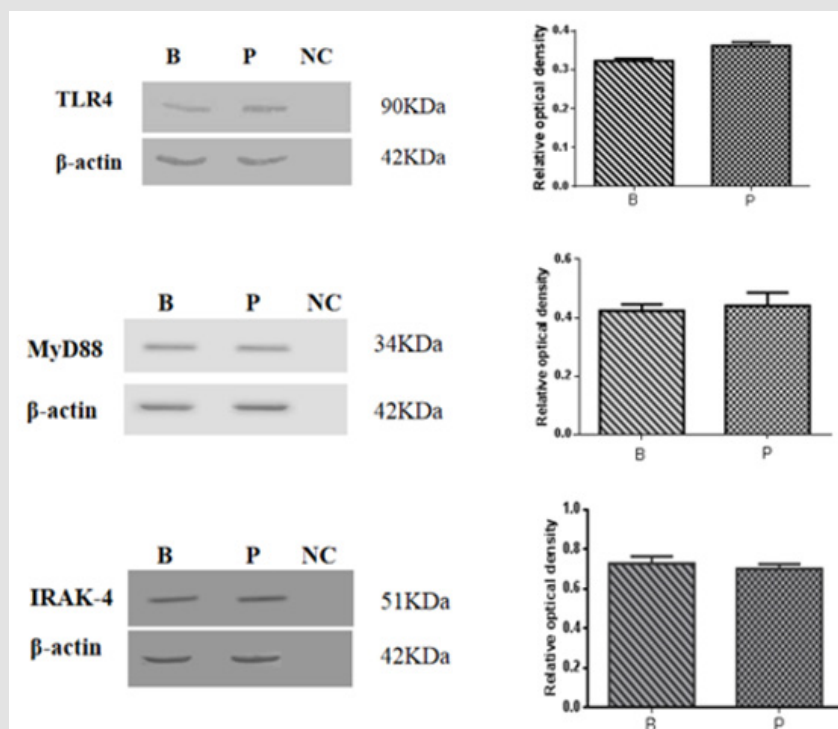 B P NC
TLR4 90KDa
β-actin 42KDa
Relative optical density
0.4
0.3
0.2
0.1
0.0
B P
B P NC
MyD88 34KDa
β-actin 42KDa
Relative optical density
0.6
0.4
0.2
0.0
B P
B P NC
IRAK-4 51KDa
β-actin 42KDa
Relative optical density
1.0
0.8
0.6
0.4
0.2
0.0
B P